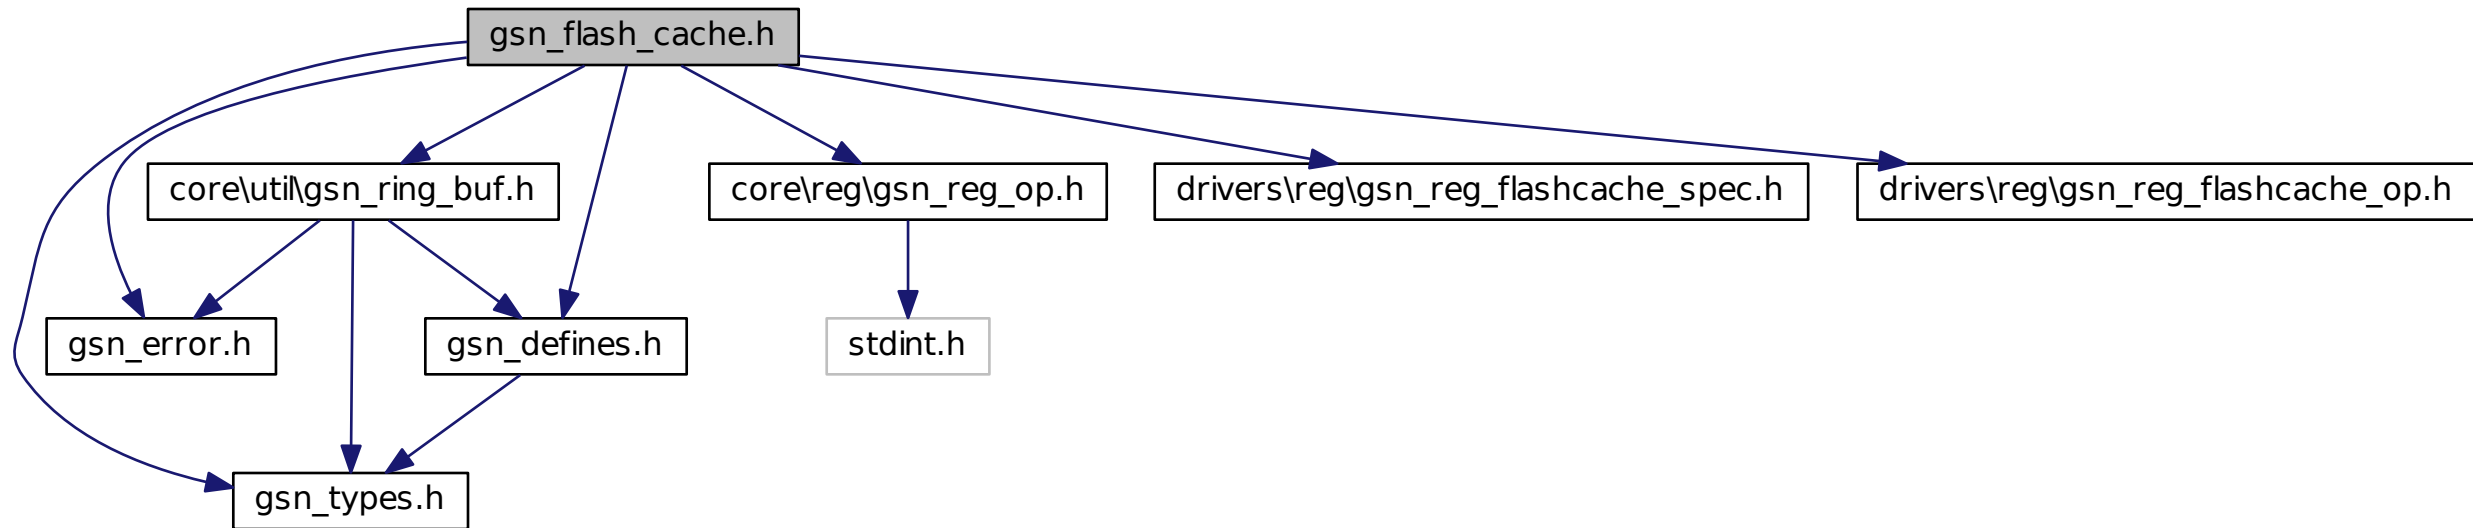 gsn_flash_cache.h
core\util\gsn_ring_buf.h
core\reg\gsn_reg_op.h
drivers\reg\gsn_reg_flashcache_spec.h
drivers\reg\gsn_reg_flashcache_op.h
gsn_error.h
gsn_defines.h
stdint.h
gsn_types.h